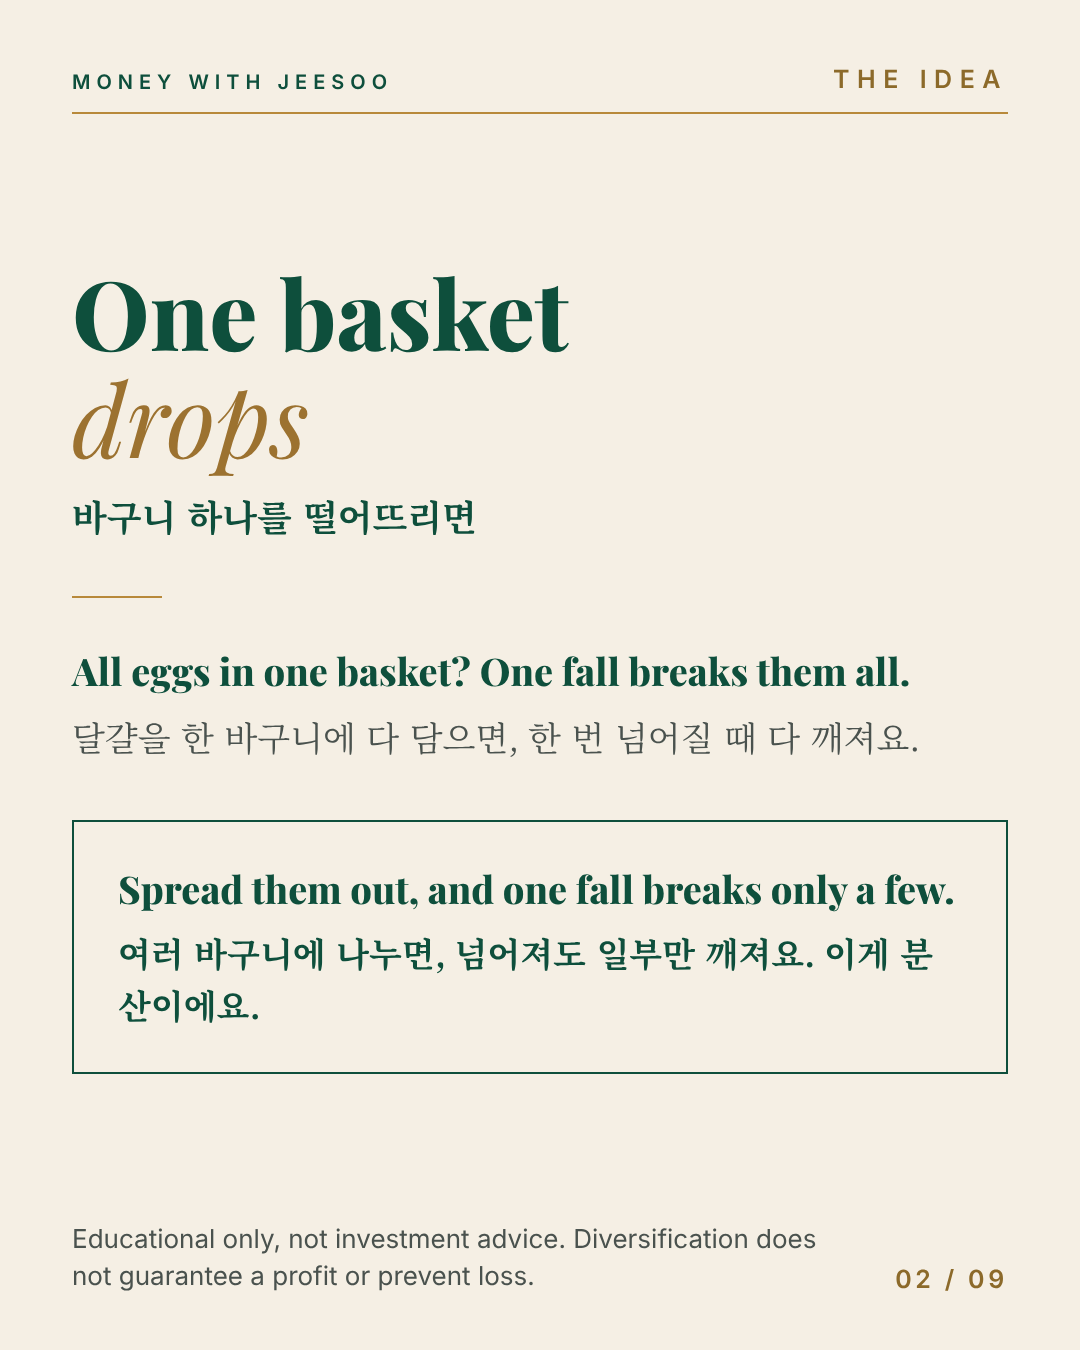 MONEY WITH JEESOO
THE IDEA
One basket
drops
바구니 하나를 떨어뜨리면
All eggs in one basket? One fall breaks them all.
달걀을 한 바구니에 다 담으면, 한 번 넘어질 때 다 깨져요.
Spread them out, and one fall breaks only a few.
여러 바구니에 나누면, 넘어져도 일부만 깨져요. 이게 분
산이에요.
Educational only, not investment advice. Diversification does
not guarantee a profit or prevent loss.
02 / 09